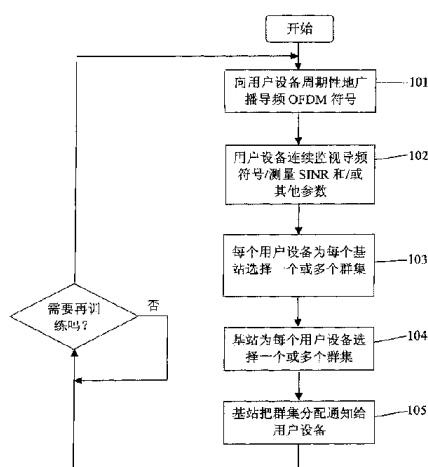 开始
向用户设备周期性地广
播导频 OFDM 符号
101
用户设备连续监视导频
符号/测量 SINR 和/或
其他参数
102
每个用户设备为每个基
站选择一个或多个群集
103
需要再训
练吗?
否
基站为每个用户设备选
择一个或多个群集
104
基站把群集分配通知给
用户设备
105